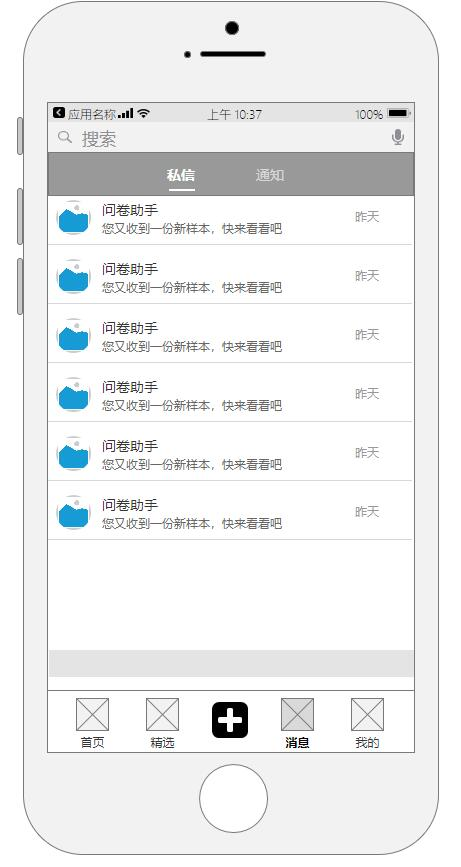 应用名称 上午 10:37 100%
搜索
私信 通知
问卷助手
您又收到一份新样本，快来看看吧 昨天
问卷助手
您又收到一份新样本，快来看看吧 昨天
问卷助手
您又收到一份新样本，快来看看吧 昨天
问卷助手
您又收到一份新样本，快来看看吧 昨天
问卷助手
您又收到一份新样本，快来看看吧 昨天
问卷助手
您又收到一份新样本，快来看看吧 昨天
首页 精选 消息 我的